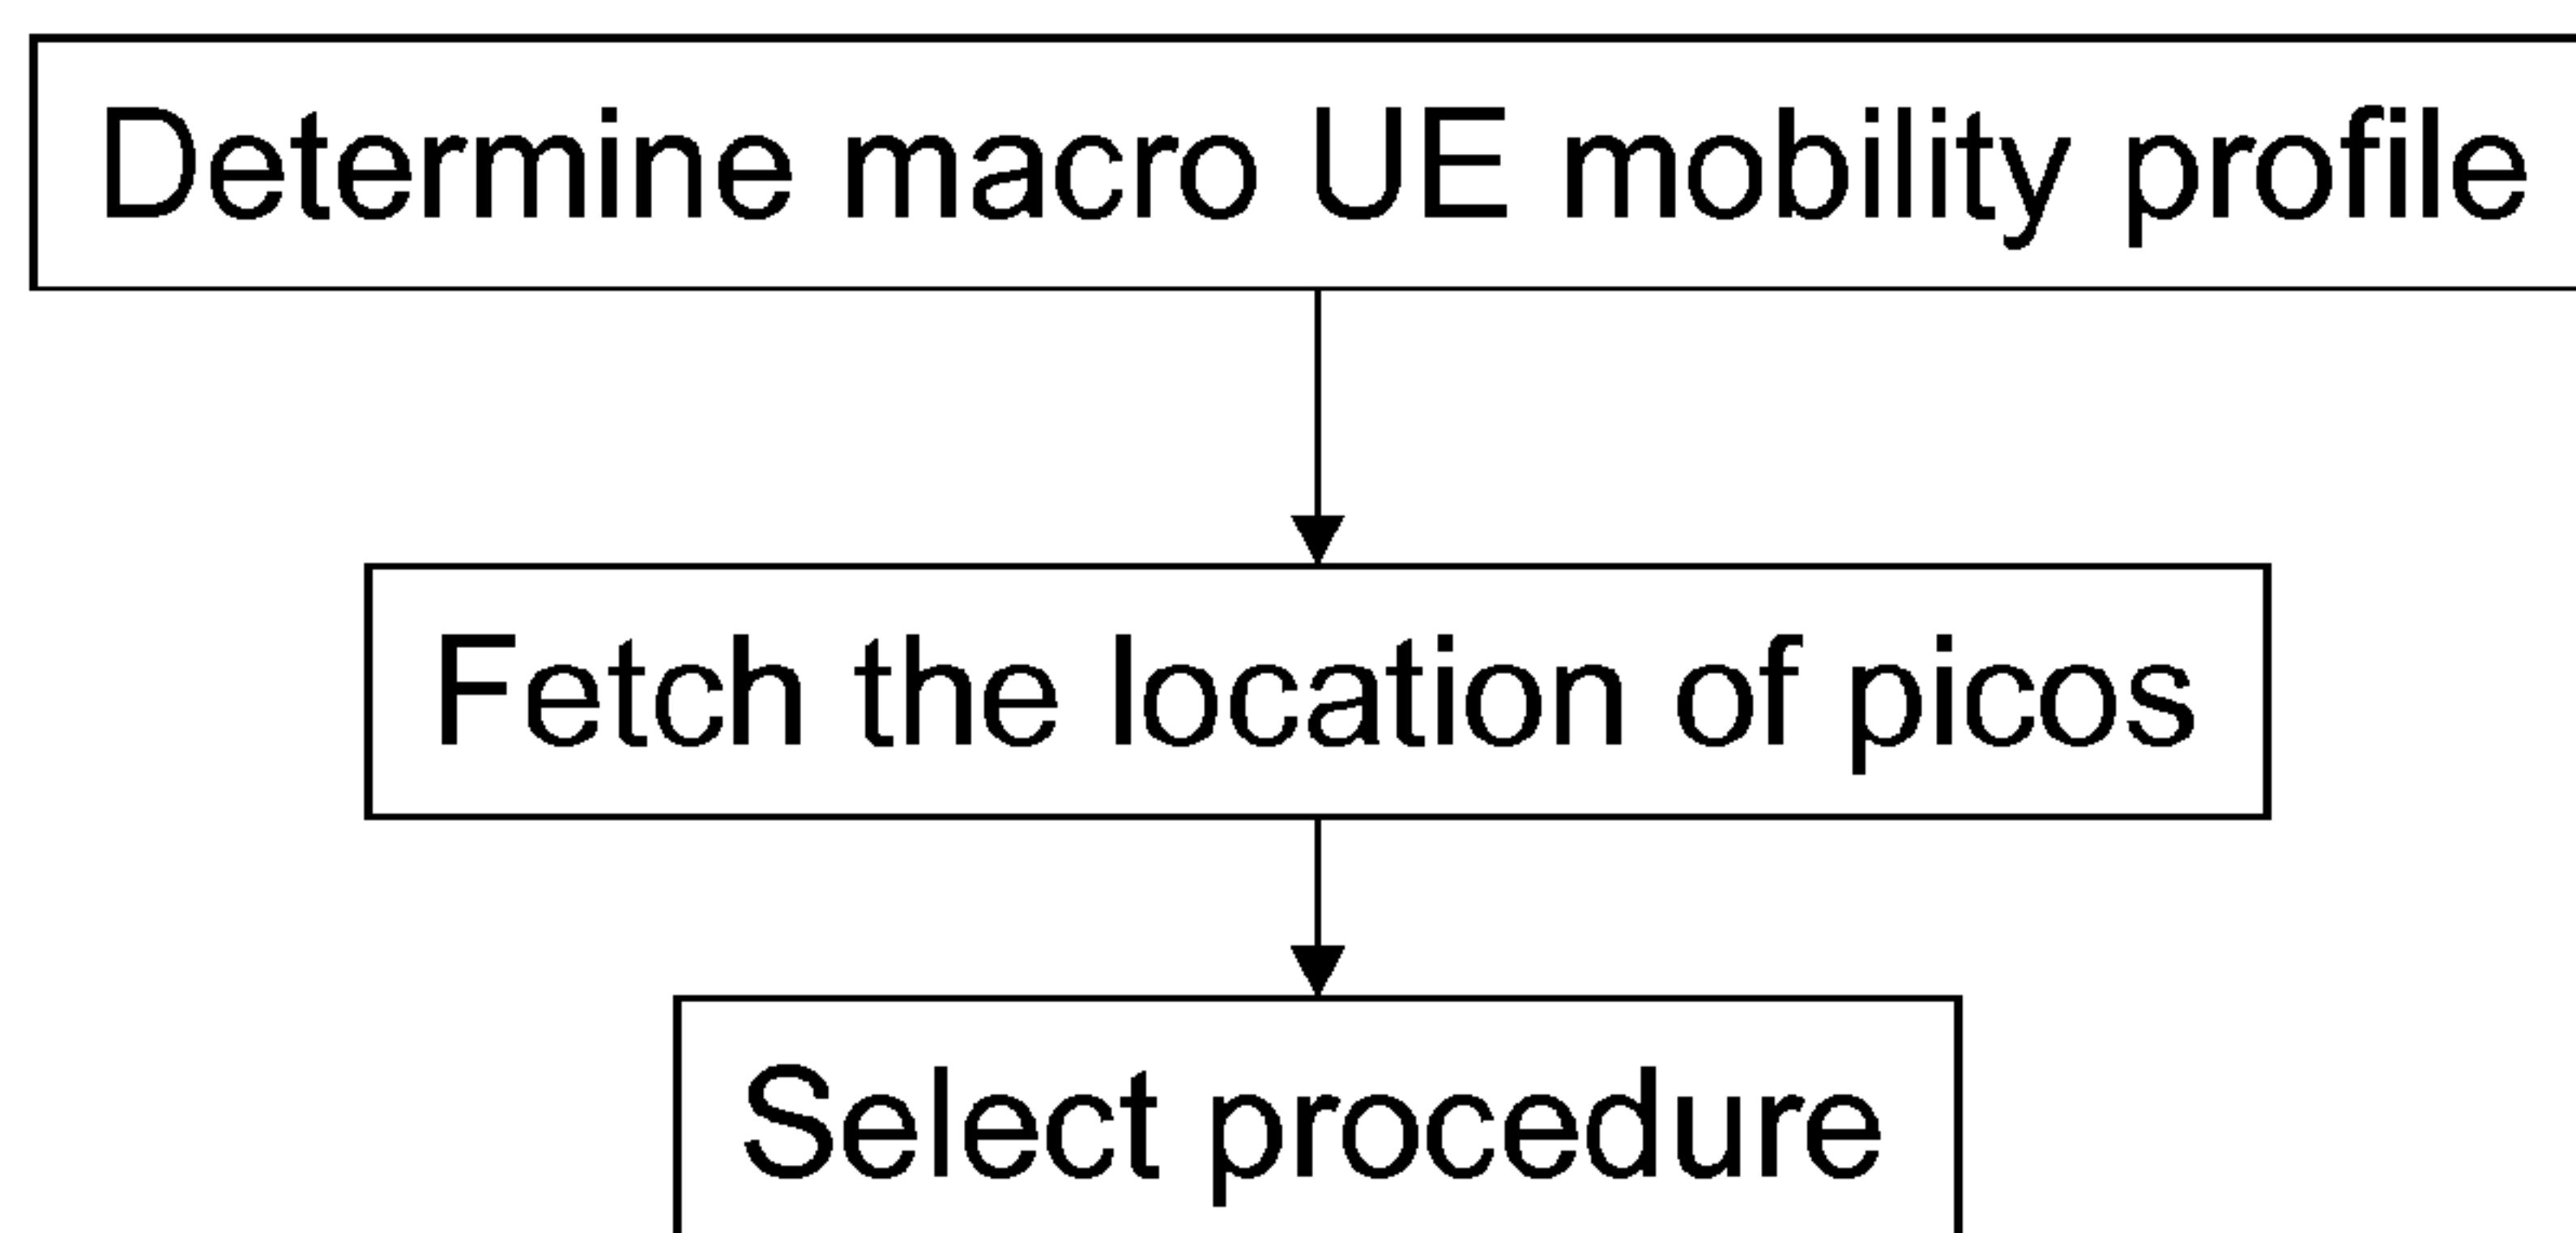 Determine macro UE mobility profile
Fetch the location of picos
Select procedure